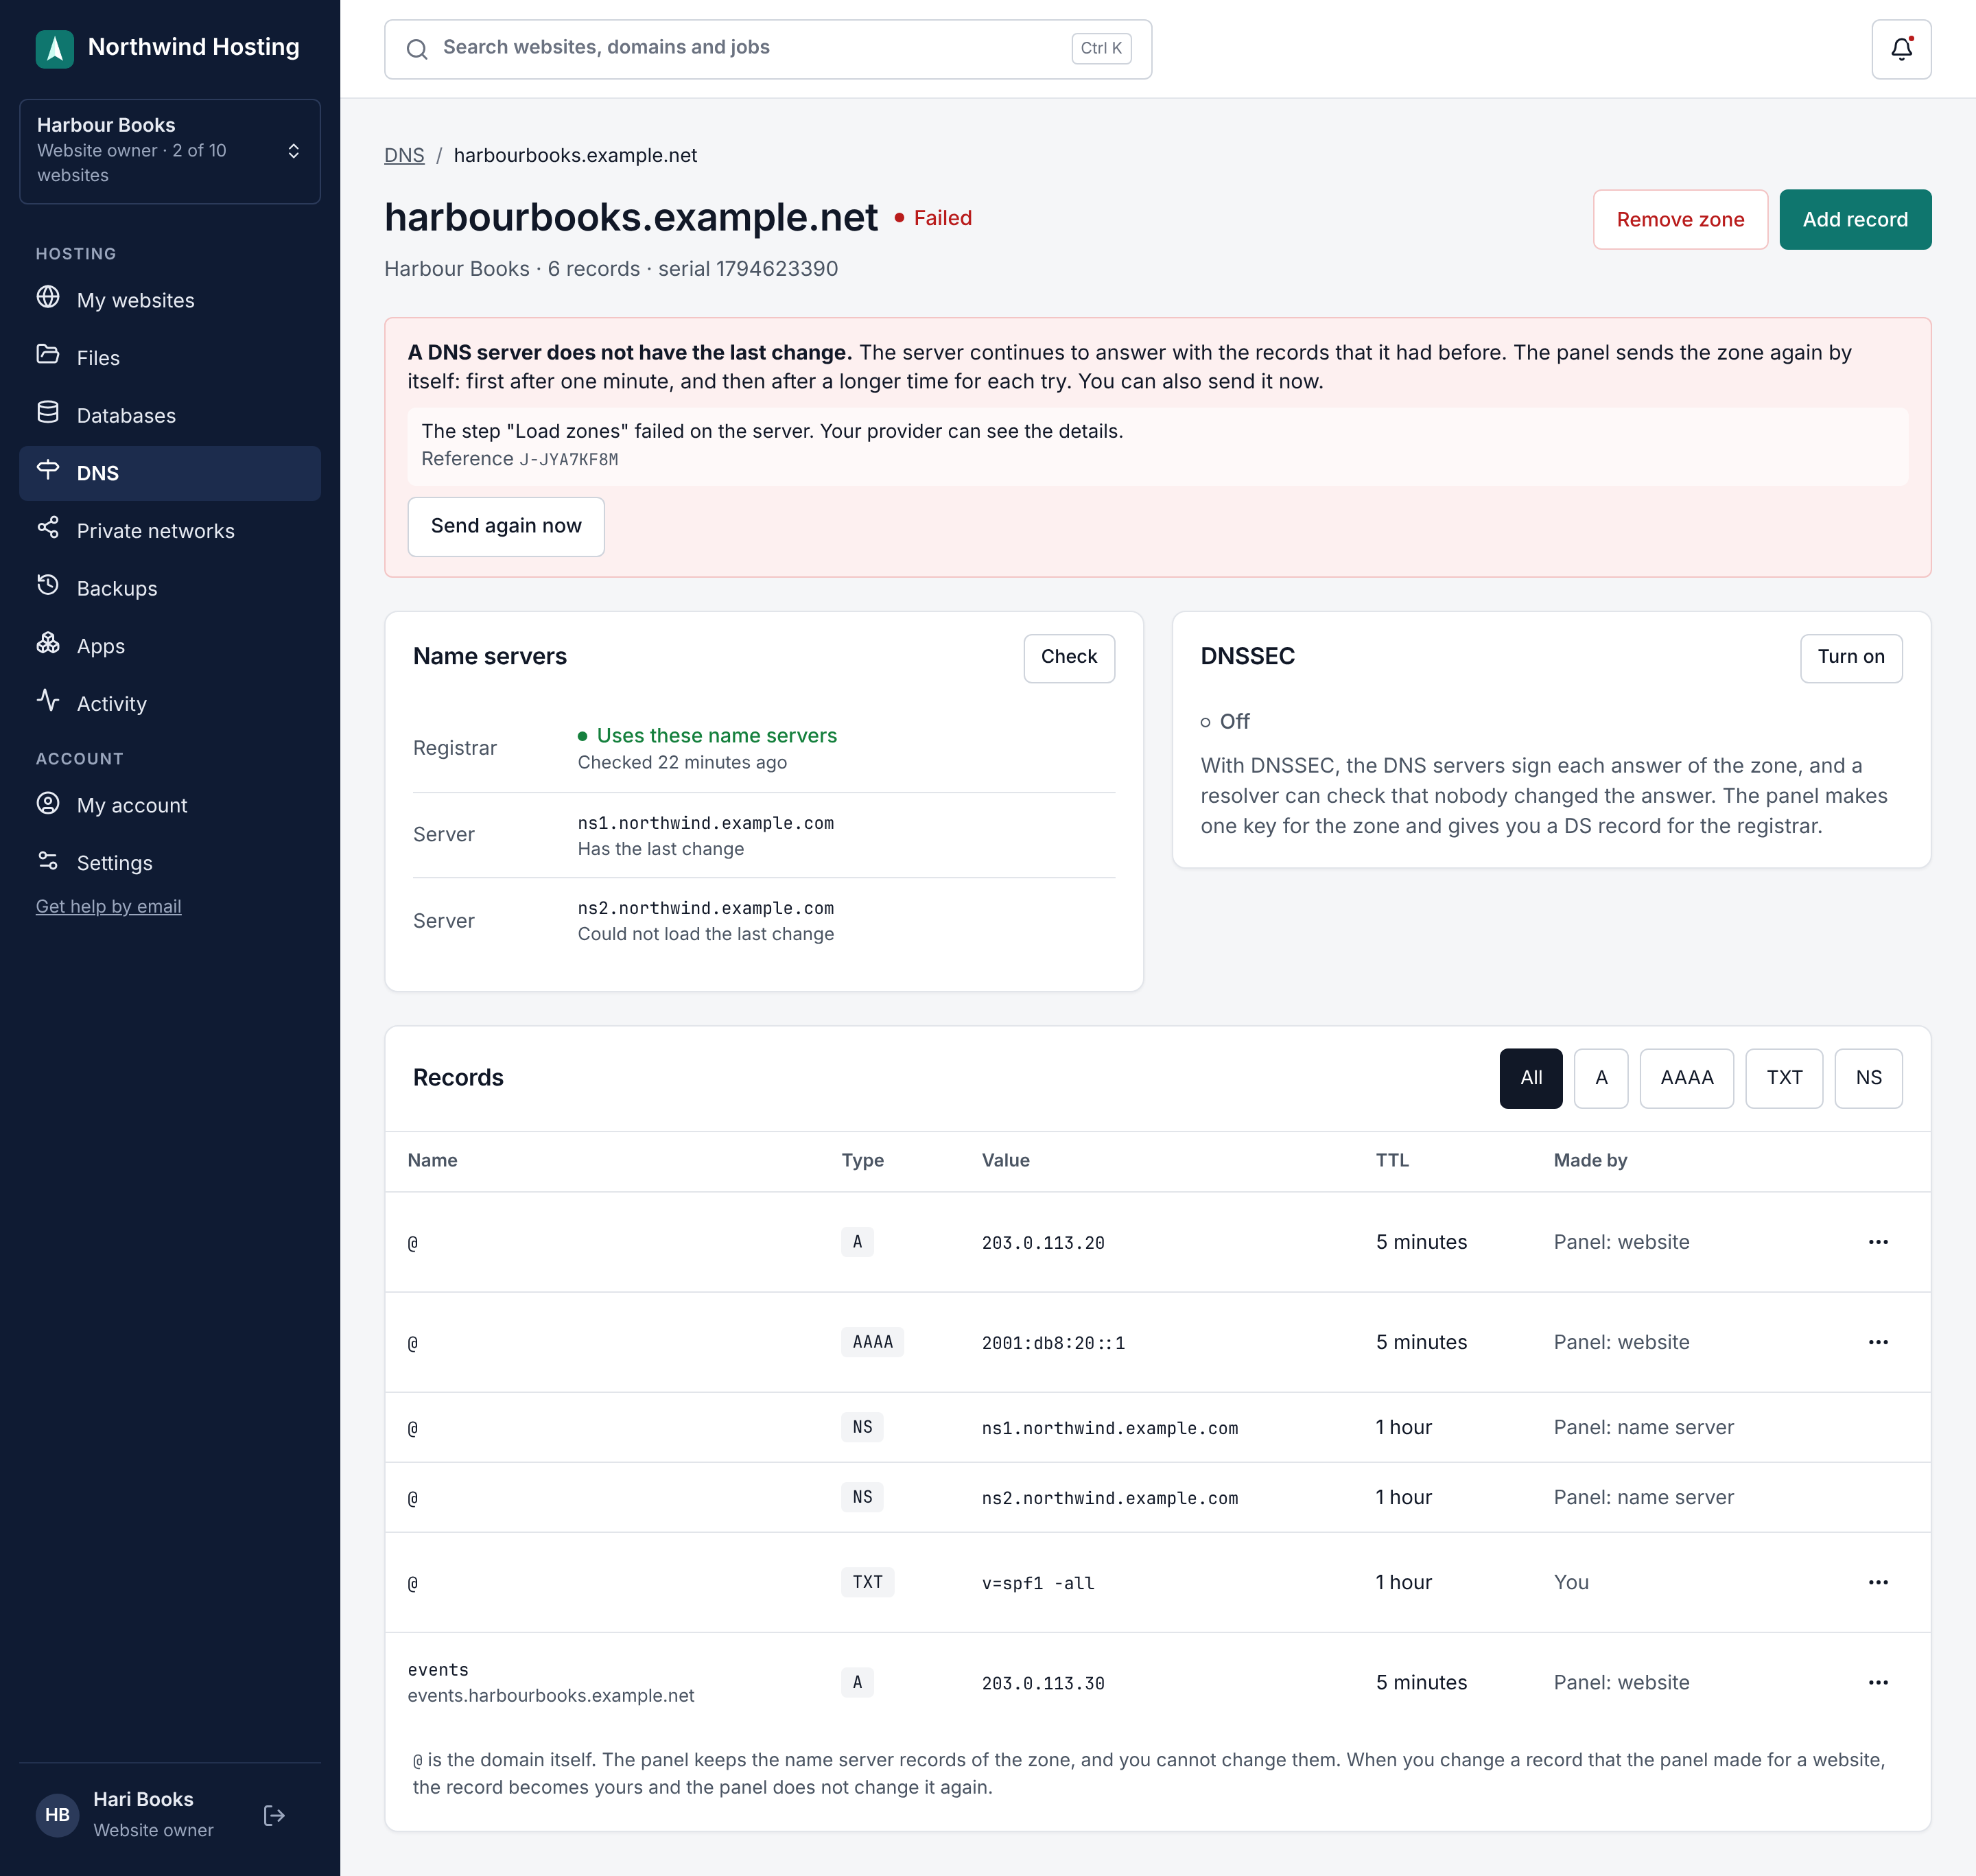 Northwind Hosting
Search websites, domains and jobs
Ctrl K
Harbour Books
Website owner · 2 of 10
websites
HOSTING
My websites
Files
Databases
DNS
Private networks
Backups
Apps
Activity
ACCOUNT
My account
Settings
Get help by email
HB
Hari Books
Website owner
DNS / harbourbooks.example.net
harbourbooks.example.net
Failed
Remove zone
Add record
Harbour Books · 6 records · serial 1794623390
A DNS server does not have the last change. The server continues to answer with the records that it had before. The panel sends the zone again by
itself: first after one minute, and then after a longer time for each try. You can also send it now.
The step "Load zones" failed on the server. Your provider can see the details.
Reference J-JYA7KF8M
Send again now
Name servers
Check
Registrar
Uses these name servers
Checked 22 minutes ago
Server
ns1.northwind.example.com
Has the last change
Server
ns2.northwind.example.com
Could not load the last change
DNSSEC
Turn on
Off
With DNSSEC, the DNS servers sign each answer of the zone, and a
resolver can check that nobody changed the answer. The panel makes
one key for the zone and gives you a DS record for the registrar.
Records
All
A
AAAA
TXT
NS
Name Type Value TTL Made by
@ A 203.0.113.20 5 minutes Panel: website
@ AAAA 2001:db8:20::1 5 minutes Panel: website
@ NS ns1.northwind.example.com 1 hour Panel: name server
@ NS ns2.northwind.example.com 1 hour Panel: name server
@ TXT v=spf1 -all 1 hour You
events
events.harbourbooks.example.net
A 203.0.113.30 5 minutes Panel: website
@ is the domain itself. The panel keeps the name server records of the zone, and you cannot change them. When you change a record that the panel made for a website,
the record becomes yours and the panel does not change it again.